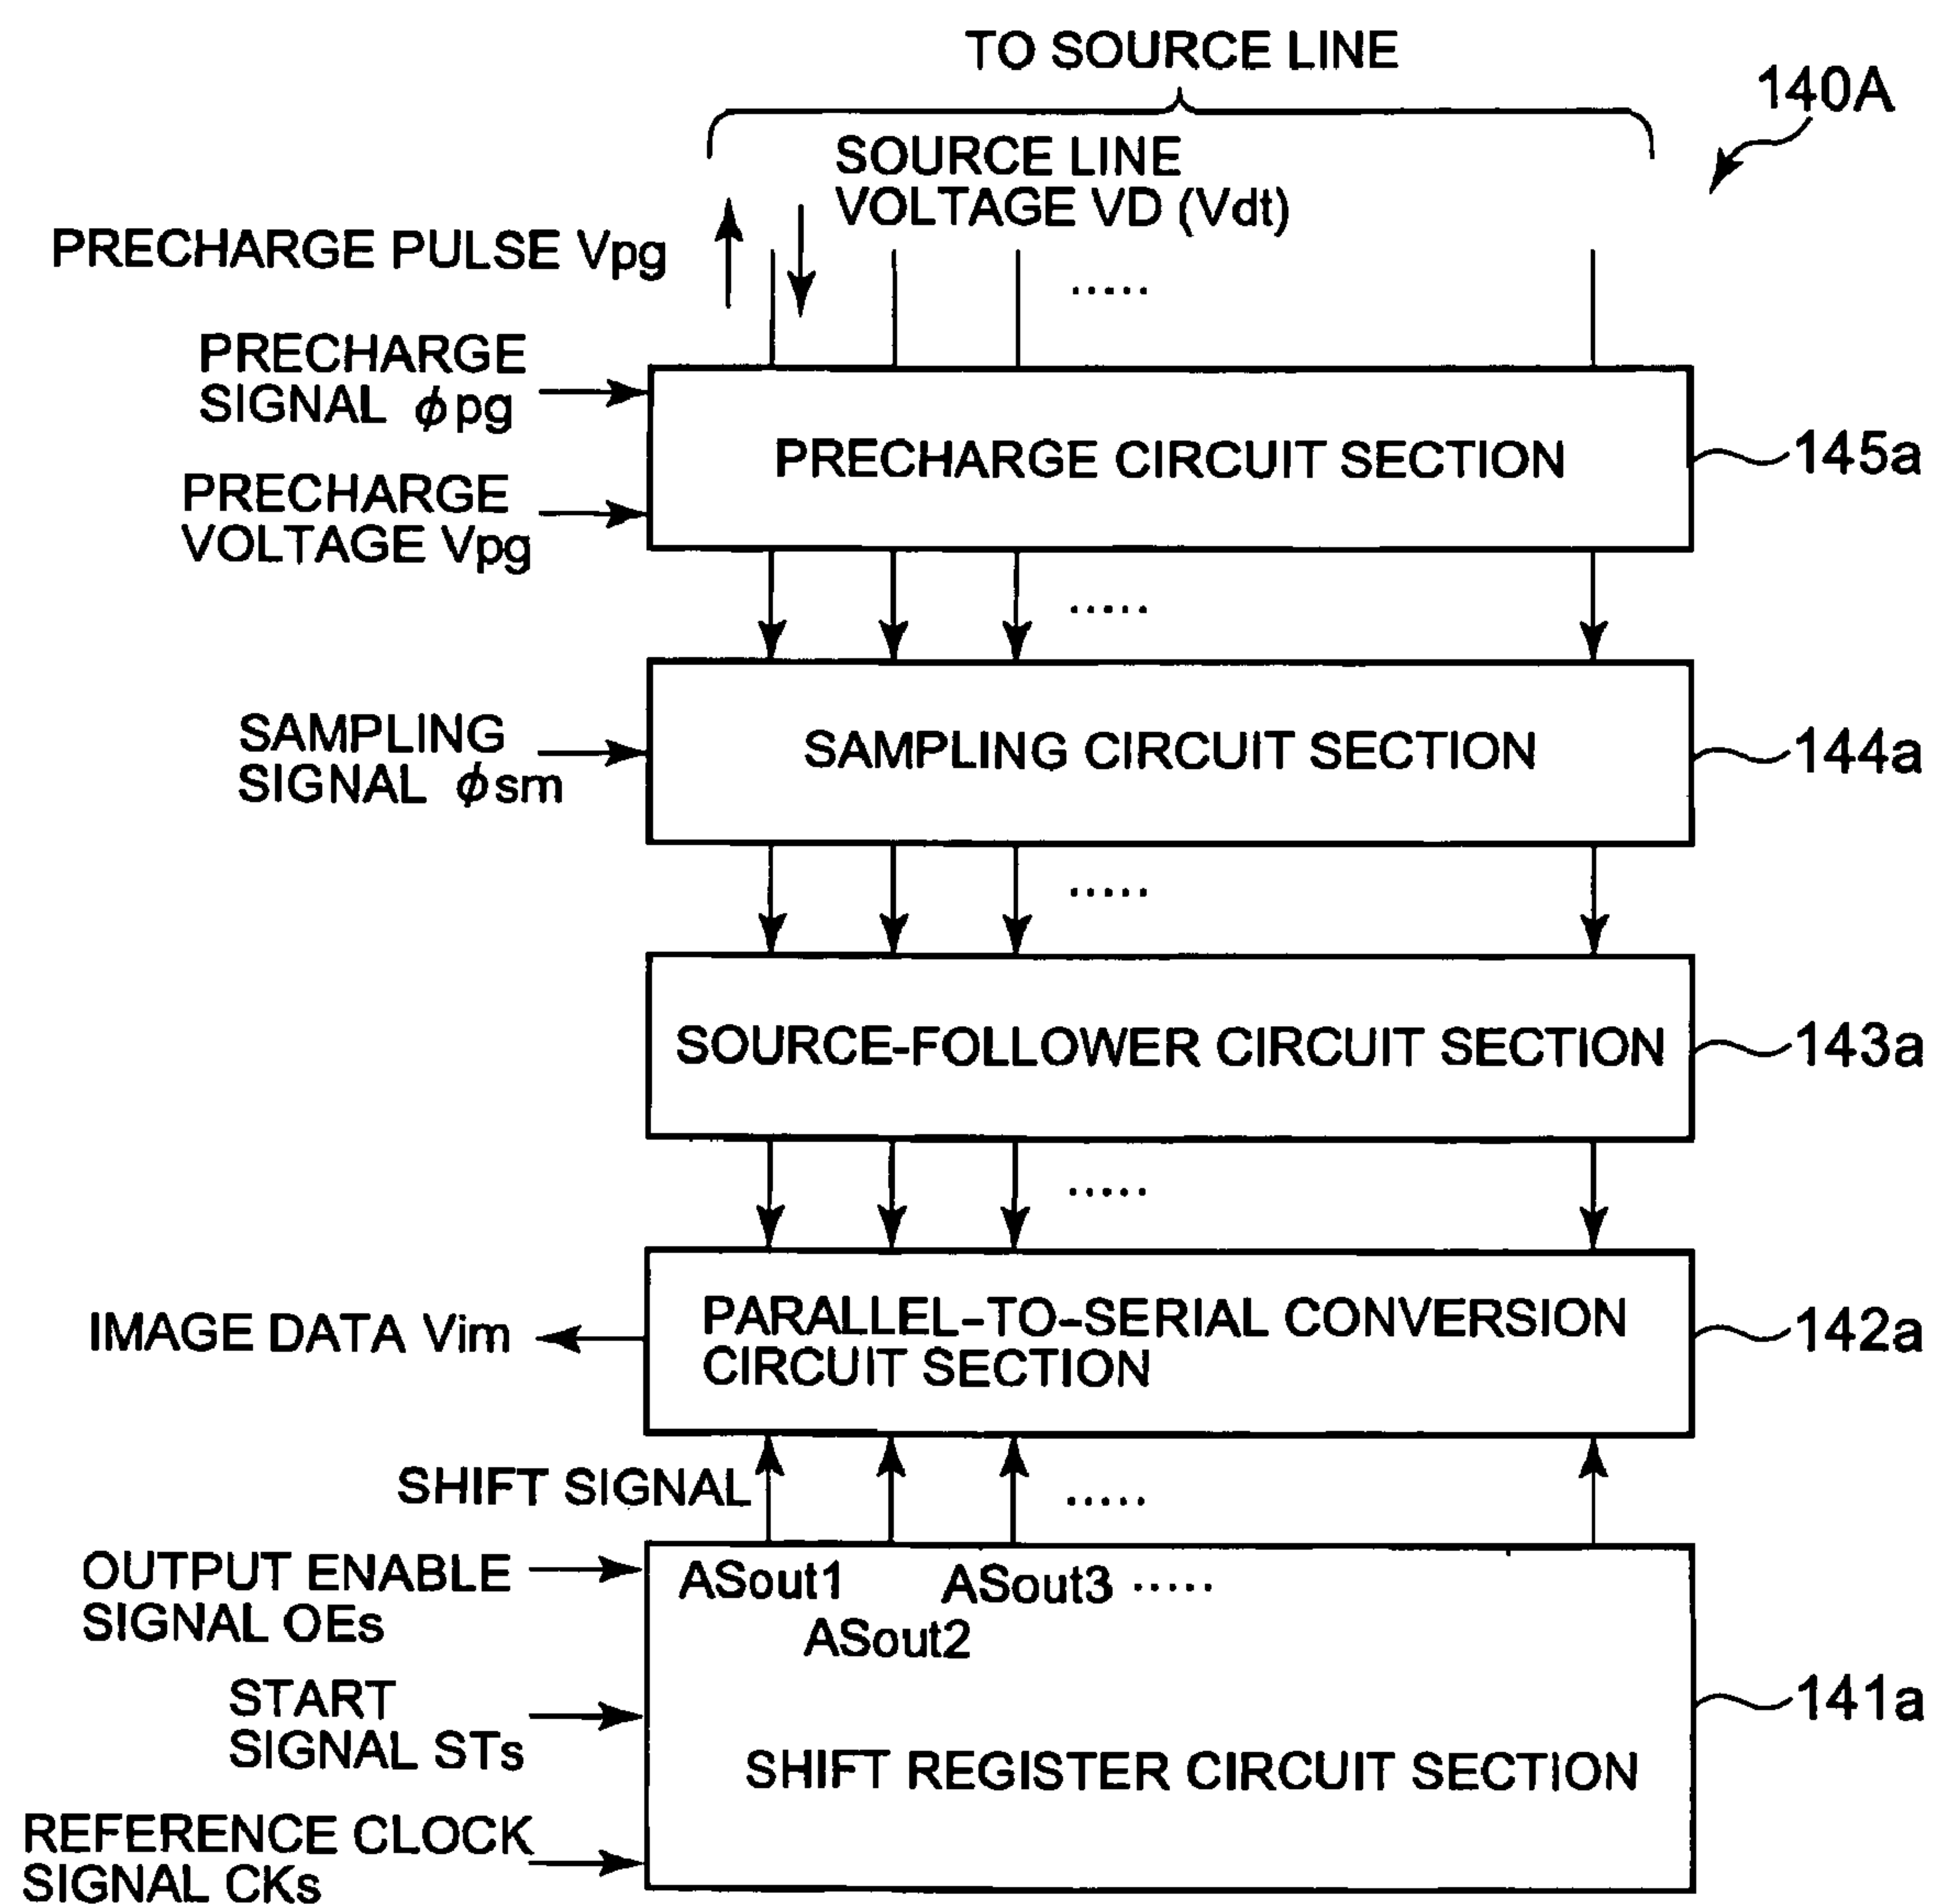 TO SOURCE LINE
140A
SOURCE LINE
VOLTAGE VD (Vdt)
PRECHARGE PULSE Vpg
.....
PRECHARGE
SIGNAL ϕpg
PRECHARGE CIRCUIT SECTION
145a
PRECHARGE
VOLTAGE Vpg
.....
SAMPLING
SIGNAL ϕsm
SAMPLING CIRCUIT SECTION
144a
.....
SOURCE-FOLLOWER CIRCUIT SECTION
143a
.....
IMAGE DATA Vim
PARALLEL-TO-SERIAL CONVERSION
CIRCUIT SECTION
142a
SHIFT SIGNAL
.....
OUTPUT ENABLE
SIGNAL OEs
ASout1
ASout3 .....
ASout2
START
SIGNAL STs
141a
SHIFT REGISTER CIRCUIT SECTION
REFERENCE CLOCK
SIGNAL CKs